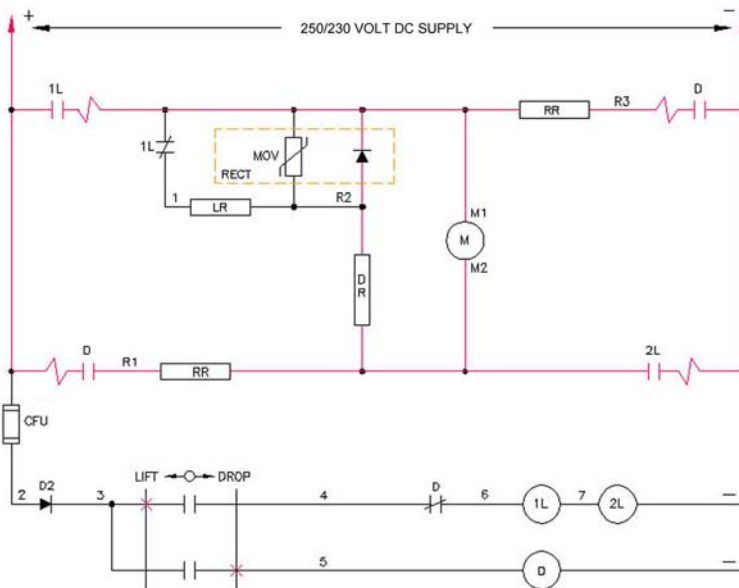 + 250/230 VOLT DC SUPPLY −
1L
RR
R3
D
1L
MOV
RECT
1
LR
R2
M1
M
M2
D
R
D
R1
RR
2L
CFU
LIFT DROP
2
D2
3
4
D
6
1L
7
2L
−
5
D
−